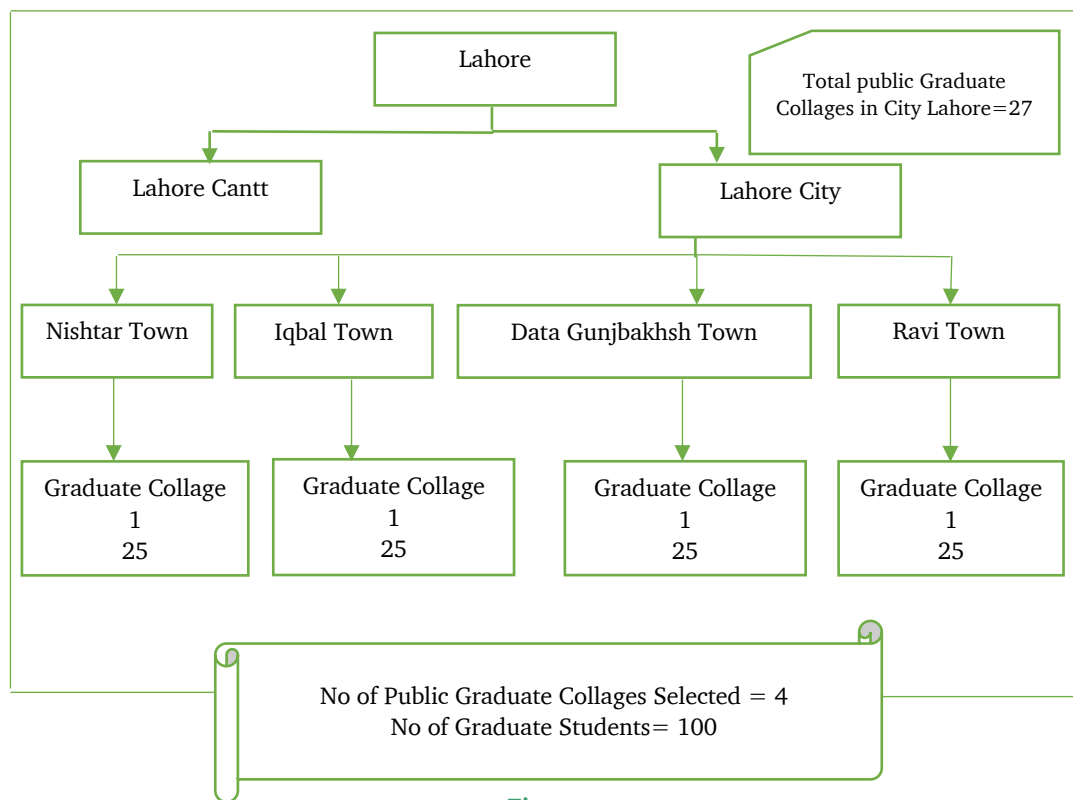 Lahore
Total public Graduate
Collages in City Lahore=27
Lahore Cantt
Lahore City
Nishtar Town
Iqbal Town
Data Gunjbakhsh Town
Ravi Town
Graduate Collage
1
25
Graduate Collage
1
25
Graduate Collage
1
25
Graduate Collage
1
25
No of Public Graduate Collages Selected = 4
No of Graduate Students= 100